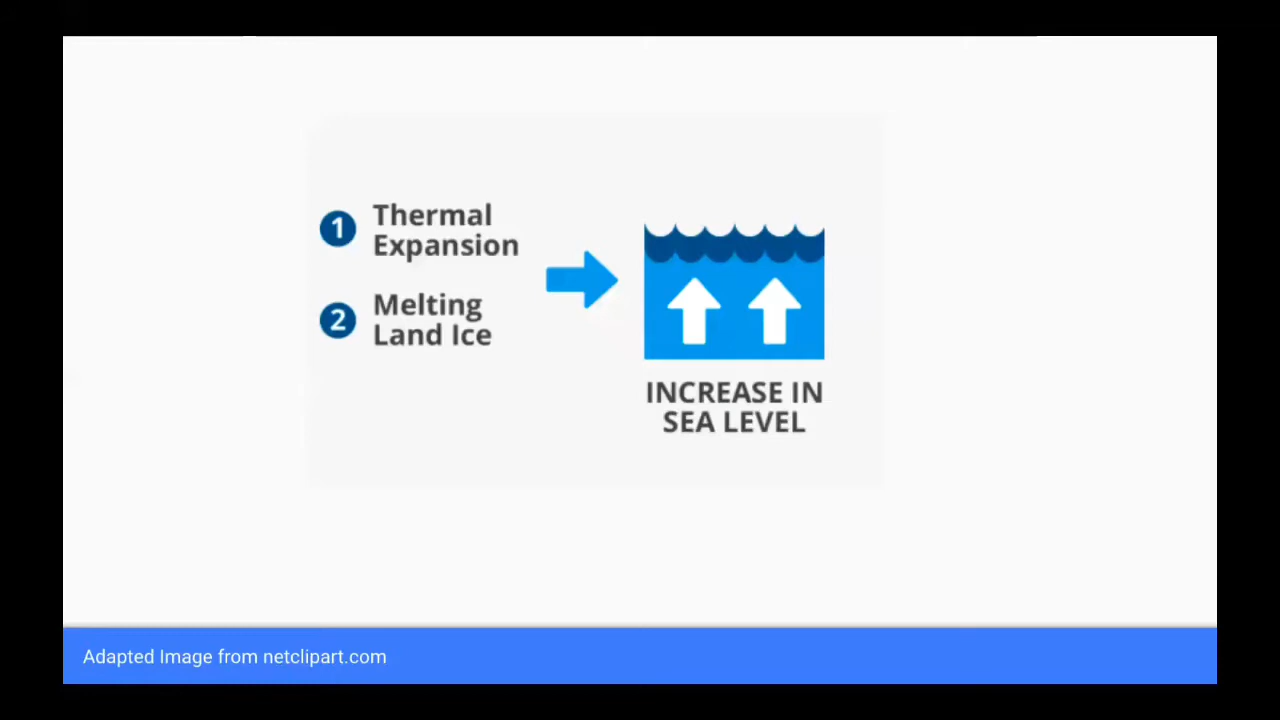 1 Thermal
Expansion
2 Melting
Land Ice
INCREASE IN
SEA LEVEL
Adapted Image from netclipart.com